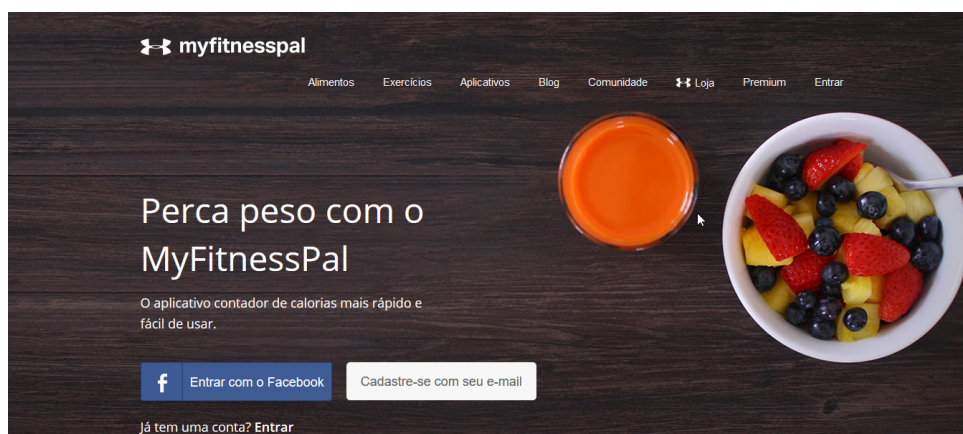 myfitnesspal
Alimentos Exercícios Aplicativos Blog Comunidade Loja Premium Entrar
Perca peso com o
MyFitnessPal
O aplicativo contador de calorias mais rápido e
fácil de usar.
f Entrar com o Facebook Cadastre-se com seu e-mail
Já tem uma conta? Entrar